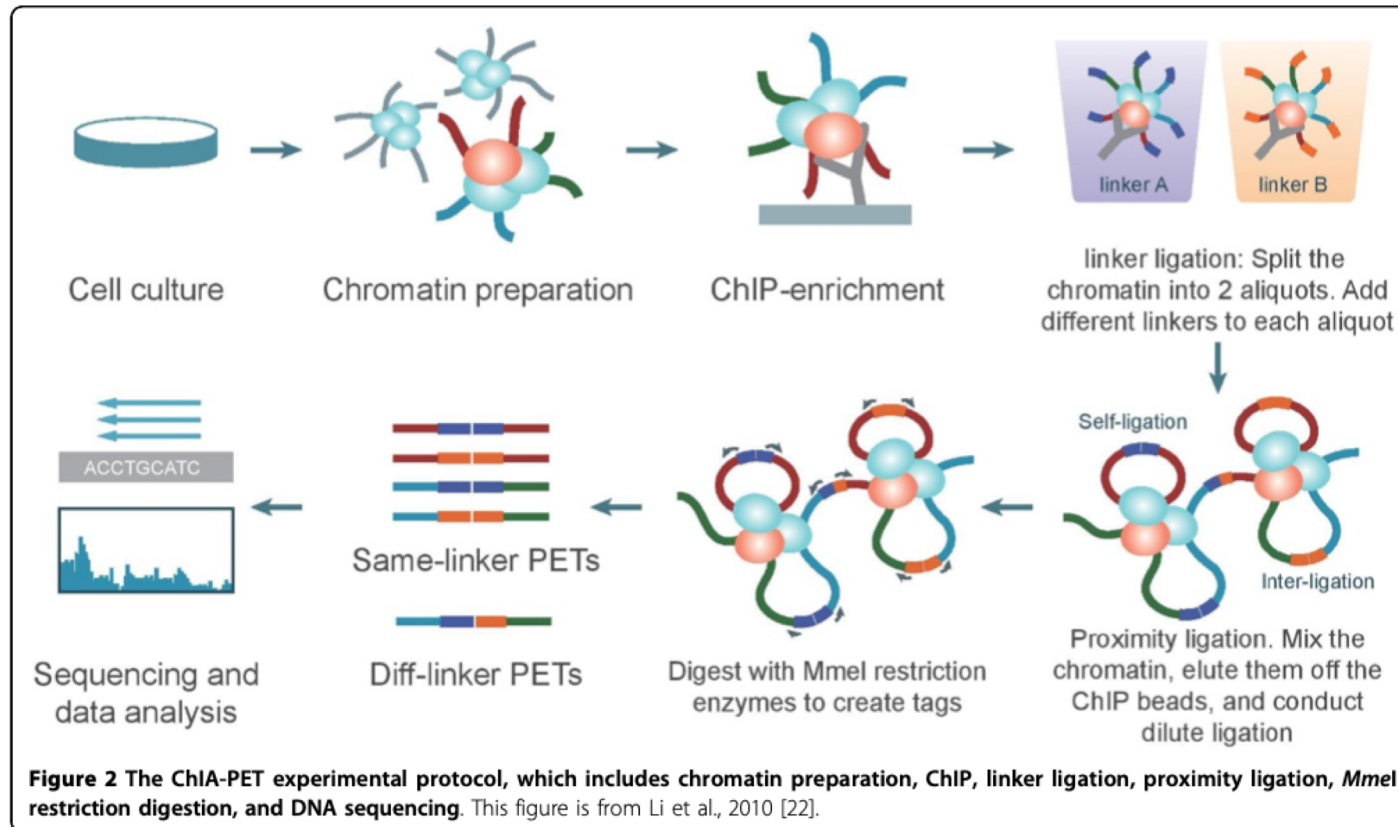 linker A
linker B
Cell culture
Chromatin preparation
ChIP-enrichment
linker ligation: Split the
chromatin into 2 aliquots. Add
different linkers to each aliquot
Self-ligation
Inter-ligation
Proximity ligation. Mix the
chromatin, elute them off the
ChIP beads, and conduct
dilute ligation
Digest with MmeI restriction
enzymes to create tags
Same-linker PETs
Diff-linker PETs
ACCTGCATC
Sequencing and
data analysis
Figure 2 The ChIA-PET experimental protocol, which includes chromatin preparation, ChIP, linker ligation, proximity ligation, MmeI
restriction digestion, and DNA sequencing. This figure is from Li et al., 2010 [22].